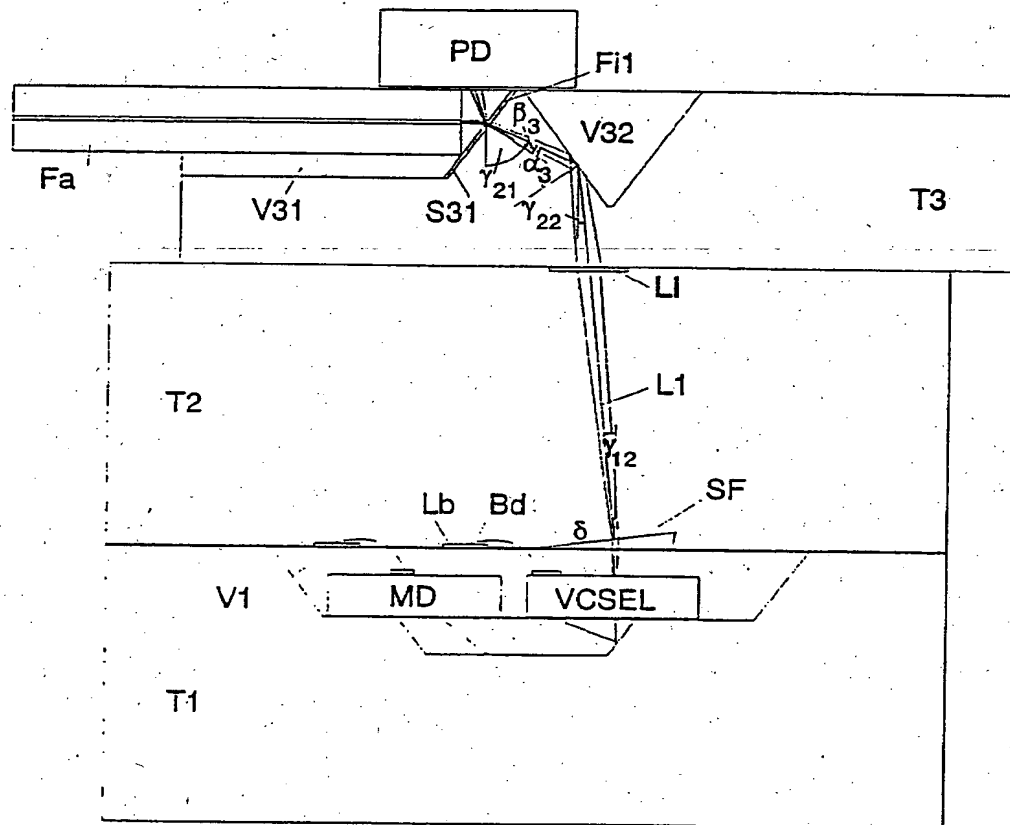 PD
Fi1
β3
V32
Fa
α3
γ21
V31
S31
γ22
T3
Ll
T2
L1
γ12
SF
Lb
Bd
δ
V1
MD
VCSEL
T1